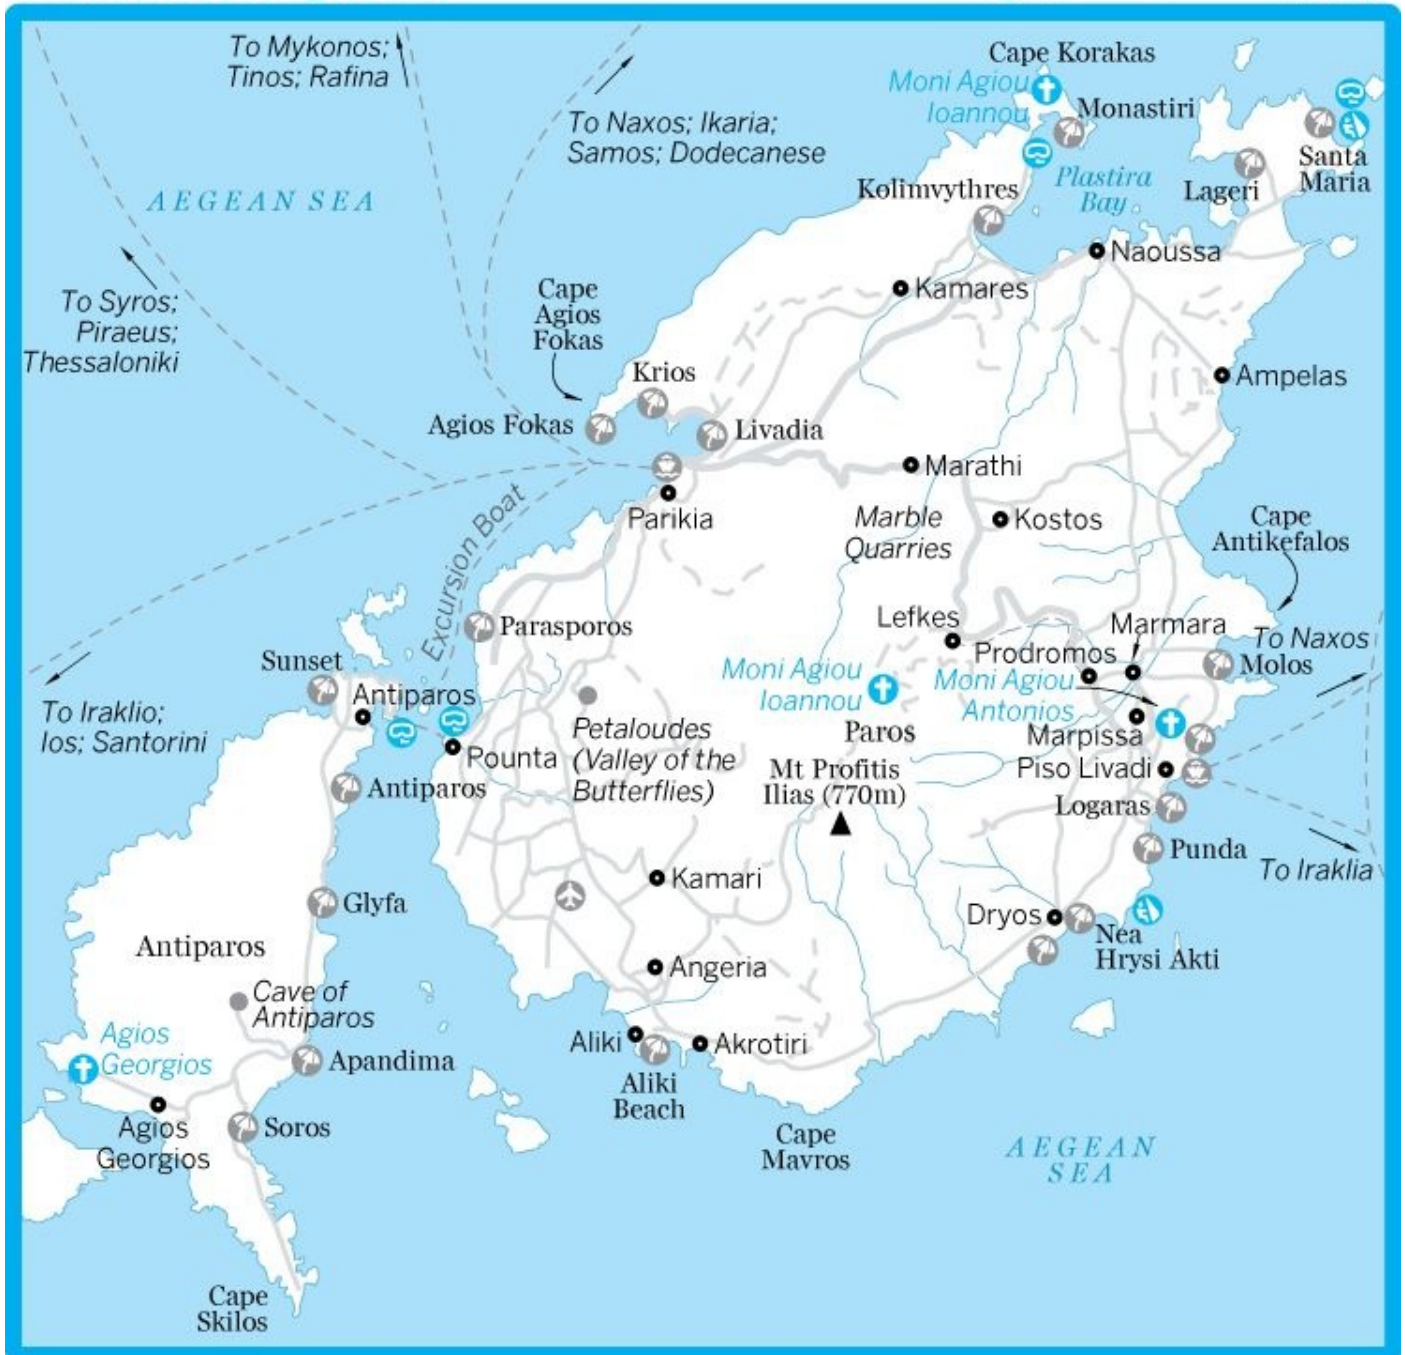 To Mykonos;
Tinos; Rafina
Cape Korakas
Moni Agiou
Ioannou
Monastiri
To Naxos; Ikaria;
Samos; Dodecanese
Santa
Maria
Plastira
Bay
Lageri
Kolimvythres
AEGEAN SEA
Naoussa
Kamares
To Syros;
Piraeus;
Thessaloniki
Cape
Agios
Fokas
Krios
Ampelas
Agios Fokas
Livadia
Marathi
Parikia
Marble
Quarries
Kostos
Cape
Antikefalos
Excursion Boat
Lefkes
Marmara
Parasporos
Prodromos
To Naxos
Molos
Sunset
Antiparos
Moni Agiou
Ioannou
Moni Agiou
Antonios
To Iraklio;
Ios; Santorini
Paros
Marpissa
Petaloudes
(Valley of the
Butterflies)
Pounta
Mt Profitis
Ilias (770m)
Piso Livadi
Antiparos
Logaras
Punda
To Iraklia
Kamari
Glyfa
Dryos
Nea
Hrysi Akti
Antiparos
Angeria
Cave of
Antiparos
Agios
Georgios
Aliki
Akrotiri
Apandima
Aliki
Beach
Agios
Georgios
Soros
Cape
Mavros
AEGEAN
SEA
Cape
Skilos